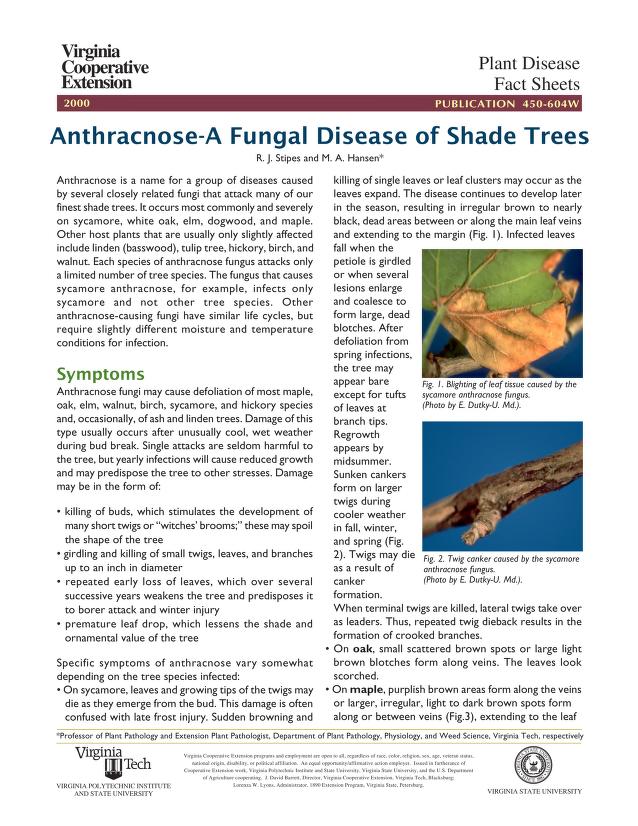 Virginia
Cooperative
Extension
Plant Disease
Fact Sheets
2000
PUBLICATION 450-604W
Anthracnose-A Fungal Disease of Shade Trees
R. J. Stipes and M. A. Hansen*
Anthracnose is a name for a group of diseases caused
by several closely related fungi that attack many of our
finest shade trees. It occurs most commonly and severely
on sycamore, white oak, elm, dogwood, and maple.
Other host plants that are usually only slightly affected
include linden (basswood), tulip tree, hickory, birch, and
walnut. Each species of anthracnose fungus attacks only
a limited number of tree species. The fungus that causes
sycamore anthracnose, for example, infects only
sycamore and not other tree species. Other
anthracnose-causing fungi have similar life cycles, but
require slightly different moisture and temperature
conditions for infection.
Symptoms
Anthracnose fungi may cause defoliation of most maple,
oak, elm, walnut, birch, sycamore, and hickory species
and, occasionally, of ash and linden trees. Damage of this
type usually occurs after unusually cool, wet weather
during bud break. Single attacks are seldom harmful to
the tree, but yearly infections will cause reduced growth
and may predispose the tree to other stresses. Damage
may be in the form of:
• killing of buds, which stimulates the development of
many short twigs or “witches’ brooms;” these may spoil
the shape of the tree
• girdling and killing of small twigs, leaves, and branches
up to an inch in diameter
• repeated early loss of leaves, which over several
successive years weakens the tree and predisposes it
to borer attack and winter injury
• premature leaf drop, which lessens the shade and
ornamental value of the tree
Specific symptoms of anthracnose vary somewhat
depending on the tree species infected:
• On sycamore, leaves and growing tips of the twigs may
die as they emerge from the bud. This damage is often
confused with late frost injury. Sudden browning and
killing of single leaves or leaf clusters may occur as the
leaves expand. The disease continues to develop later
in the season, resulting in irregular brown to nearly
black, dead areas between or along the main leaf veins
and extending to the margin (Fig. 1). Infected leaves
fall when the
petiole is girdled
or when several
lesions enlarge
and coalesce to
form large, dead
blotches. After
defoliation from
spring infections,
the tree may
appear bare
except for tufts
of leaves at
branch tips.
Regrowth
appears by
midsummer.
Sunken cankers
form on larger
twigs during
cooler weather
in fall, winter,
and spring (Fig.
2). Twigs may die
as a result of
canker
formation.
When terminal twigs are killed, lateral twigs take over
as leaders. Thus, repeated twig dieback results in the
formation of crooked branches.
• On oak, small scattered brown spots or large light
brown blotches form along veins. The leaves look
scorched.
• On maple, purplish brown areas form along the veins
or larger, irregular, light to dark brown spots form
along or between veins (Fig.3), extending to the leaf
Fig. 1. Blighting of leaf tissue caused by the
sycamore anthracnose fungus.
(Photo by E. Dutky-U. Md.).
Fig. 2. Twig canker caused by the sycamore
anthracnose fungus.
(Photo by E. Dutky-U. Md.).
*Professor of Plant Pathology and Extension Plant Pathologist, Department of Plant Pathology, Physiology, and Weed Science, Virginia Tech, respectively
Virginia
Tech
VIRGINIA POLYTECHNIC INSTITUTE
AND STATE UNIVERSITY
Virginia Cooperative Extension programs and employment are open to all, regardless of race, color, religion, sex, age, veteran status,
national origin, disability, or political affiliation. An equal opportunity/affirmative action employer. Issued in furtherance of
Cooperative Extension work, Virginia Polytechnic Institute and State University, Virginia State University, and the U.S. Department
of Agriculture cooperating. J. David Barrett, Director, Virginia Cooperative Extension, Virginia Tech, Blacksburg;
Lorenza W. Lyons, Administrator, 1890 Extension Program, Virginia State, Petersburg.
VIRGINIA STATE UNIVERSITY